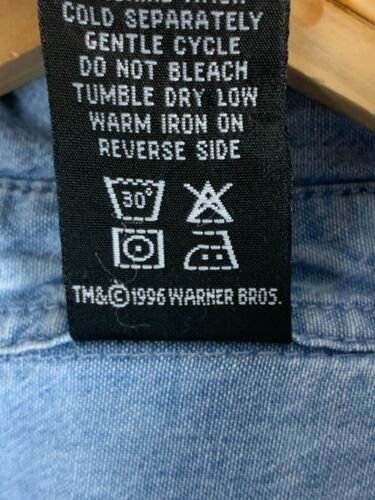 COLD SEPARATELY
GENTLE CYCLE
DO NOT BLEACH
TUMBLE DRY LOW
WARM IRON ON
REVERSE SIDE
30°
TM&©1996 WARNER BROS.